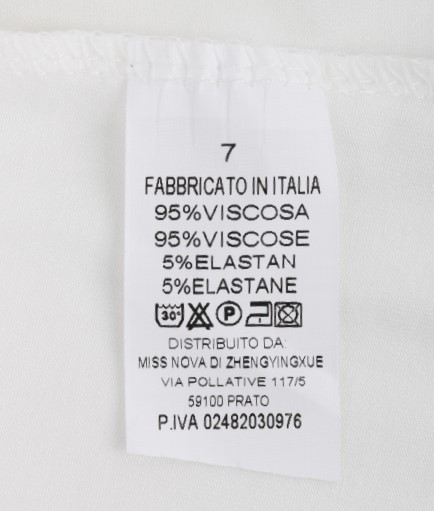 7
FABBRICATO IN ITALIA
95%VISCOSA
95%VISCOSE
5%ELASTAN
5%ELASTANE
30° P
DISTRIBUITO DA:
MISS NOVA DI ZHENGYINGXUE
VIA POLLATIVE 117/5
59100 PRATO
P.IVA 02482030976